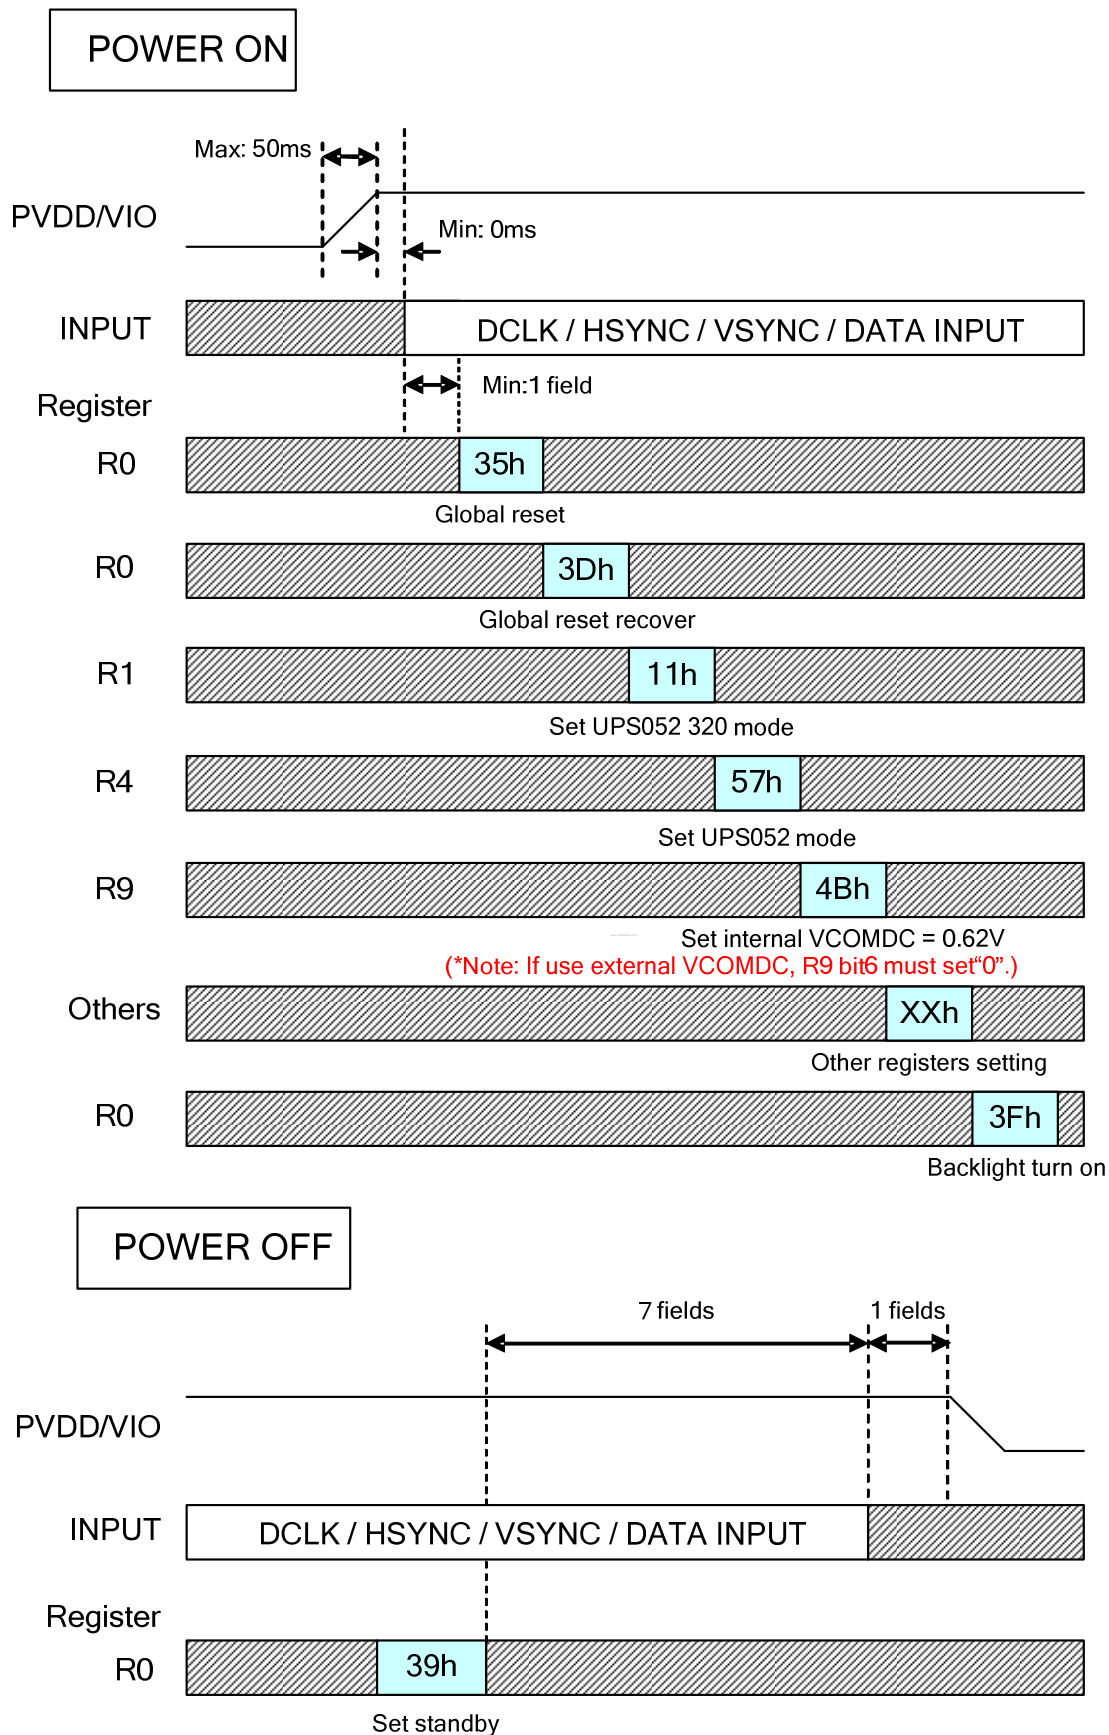 POWER ON
Max: 50ms
PVDD/VIO
Min: 0ms
INPUT
DCLK / HSYNC / VSYNC / DATA INPUT
Min:1 field
Register
R0
35h
Global reset
R0
3Dh
Global reset recover
R1
11h
Set UPS052 320 mode
R4
57h
Set UPS052 mode
R9
4Bh
Set internal VCOMDC = 0.62V
(*Note: If use external VCOMDC, R9 bit6 must set“0”.)
Others
XXh
Other registers setting
R0
3Fh
Backlight turn on
POWER OFF
7 fields
1 fields
PVDD/VIO
INPUT
DCLK / HSYNC / VSYNC / DATA INPUT
Register
R0
39h
Set standby